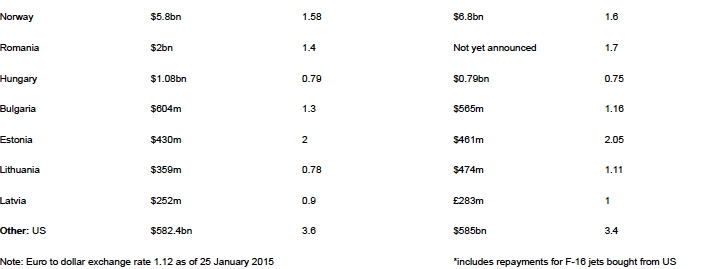 Norway $5.8bn 1.58 $6.8bn 1.6
Romania $2bn 1.4 Not yet announced 1.7
Hungary $1.08bn 0.79 $0.79bn 0.75
Bulgaria $604m 1.3 $565m 1.16
Estonia $430m 2 $461m 2.05
Lithuania $359m 0.78 $474m 1.11
Latvia $252m 0.9 £283m 1
Other: US $582.4bn 3.6 $585bn 3.4
Note: Euro to dollar exchange rate 1.12 as of 25 January 2015 *includes repayments for F-16 jets bought from US